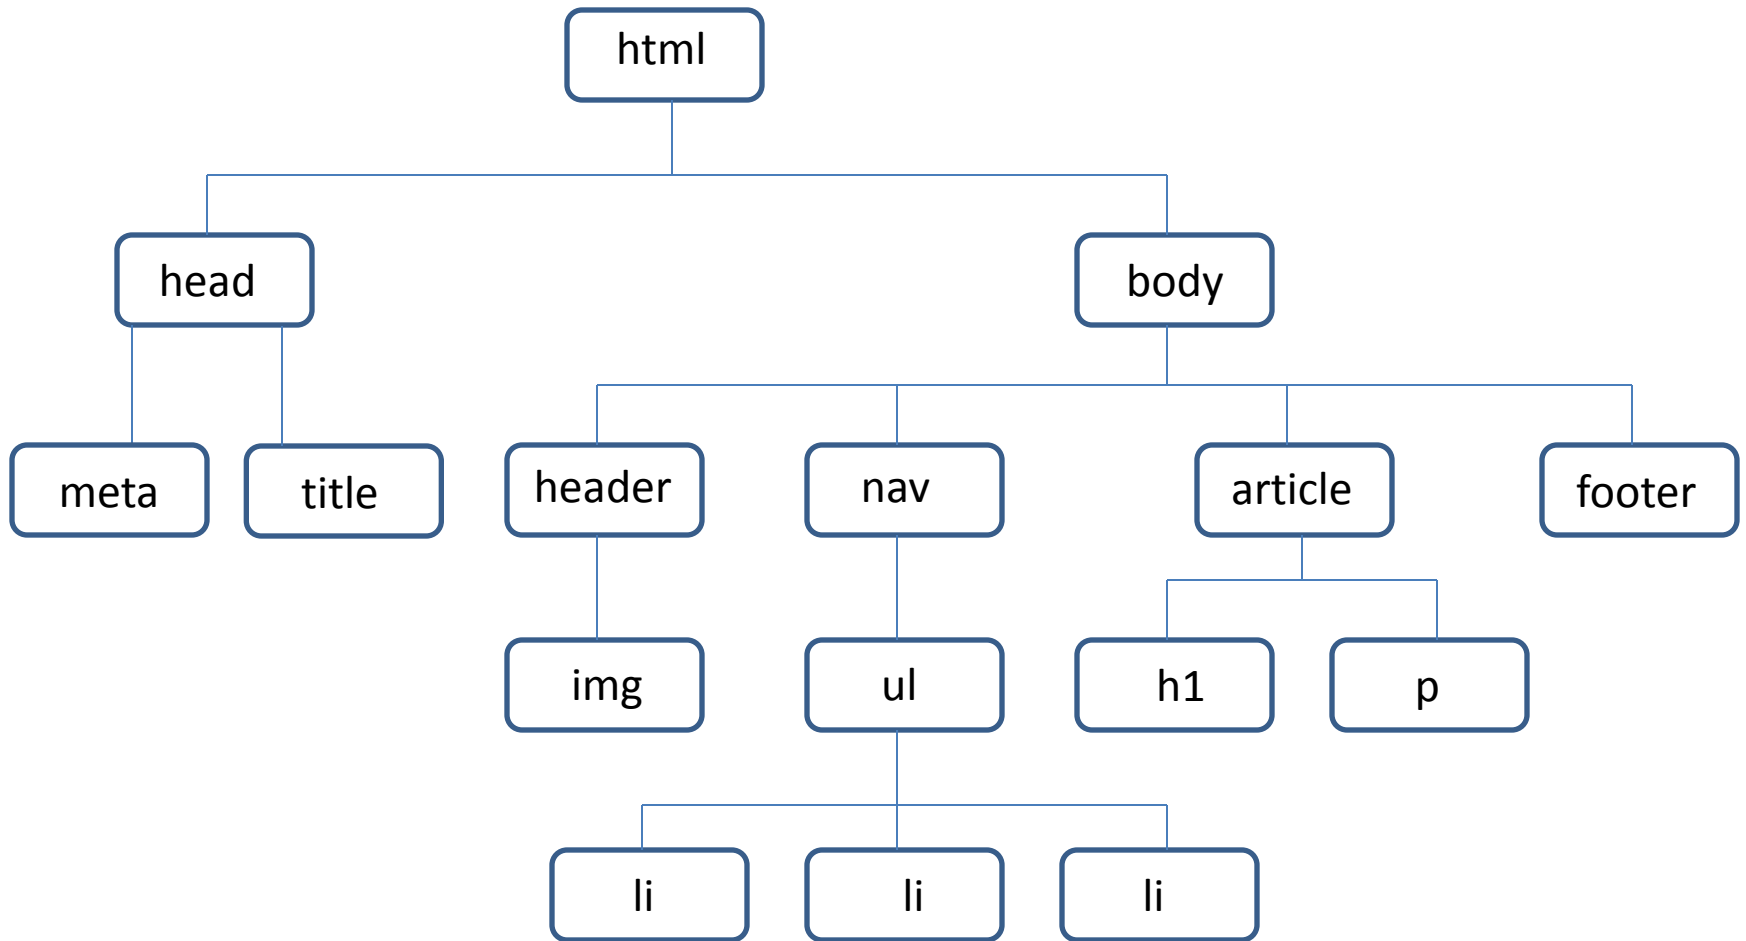 html
head
body
meta
title
header
nav
article
footer
img
ul
h1
p
li
li
li